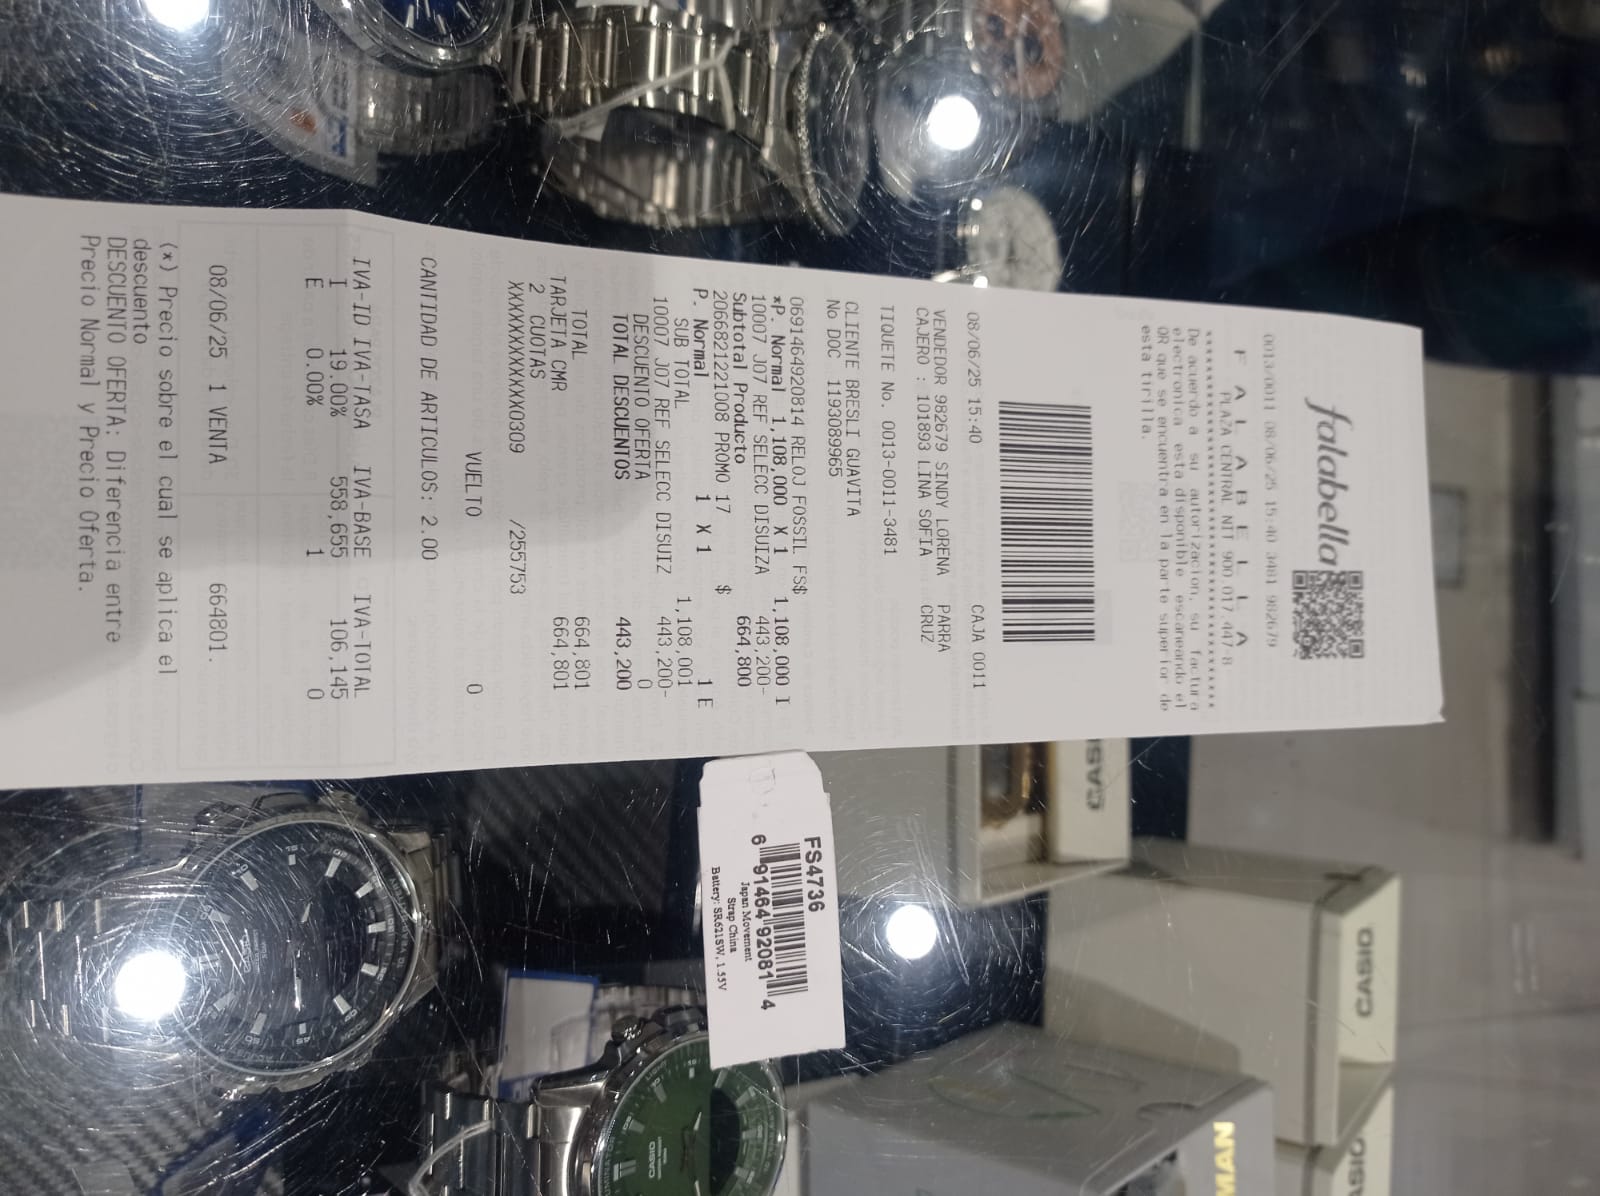 falabella
0013/0011 08/06/25 15:40 3481 982679
F A L A B E L L A
PLAZA CENTRAL NIT 900.017.447-8
****************************************
De acuerdo a su autorizacion, su factura
electronica esta disponible escaneando el
QR que se encuentra en la parte superior de
esta tirilla.
08/06/25 15:40 CAJA 0011
VENDEDOR 982679 SINDY LORENA PARRA
CAJERO : 101893 LINA SOFIA CRUZ
TIQUETE No. 0013-0011-3481
CLIENTE BRESLI GUAVITA
No DOC 1193089965
0691464920814 RELOJ FOSSIL FS$ 1,108,000 I
*P. Normal 1,108,000 X 1
10007 J07 REF SELECC DISUIZA 443,200-
Subtotal Producto 664,800
2066821221008 PROMO 17 $ 1 E
P. Normal 1 X 1
SUB TOTAL 1,108,001
10007 J07 REF SELECC DISUIZ 443,200-
DESCUENTO OFERTA 0
TOTAL DESCUENTOS 443,200
TOTAL 664,801
TARJETA CMR 664,801
2 CUOTAS
XXXXXXXXXXXX0309 /255753
VUELTO 0
CANTIDAD DE ARTICULOS: 2.00
IVA-ID IVA-TASA IVA-BASE IVA-TOTAL
I 19.00% 558,655 106,145
E 0.00% 1 0
08/06/25 1 VENTA 664801.
(*) Precio sobre el cual se aplica el
descuento
DESCUENTO OFERTA: Diferencia entre
Precio Normal y Precio Oferta.
FS4736
6 91464 92081 4
Japan Movement
Strap China
Battery: SR621SW, 1.55V
CASIO
CASIO
CASIO